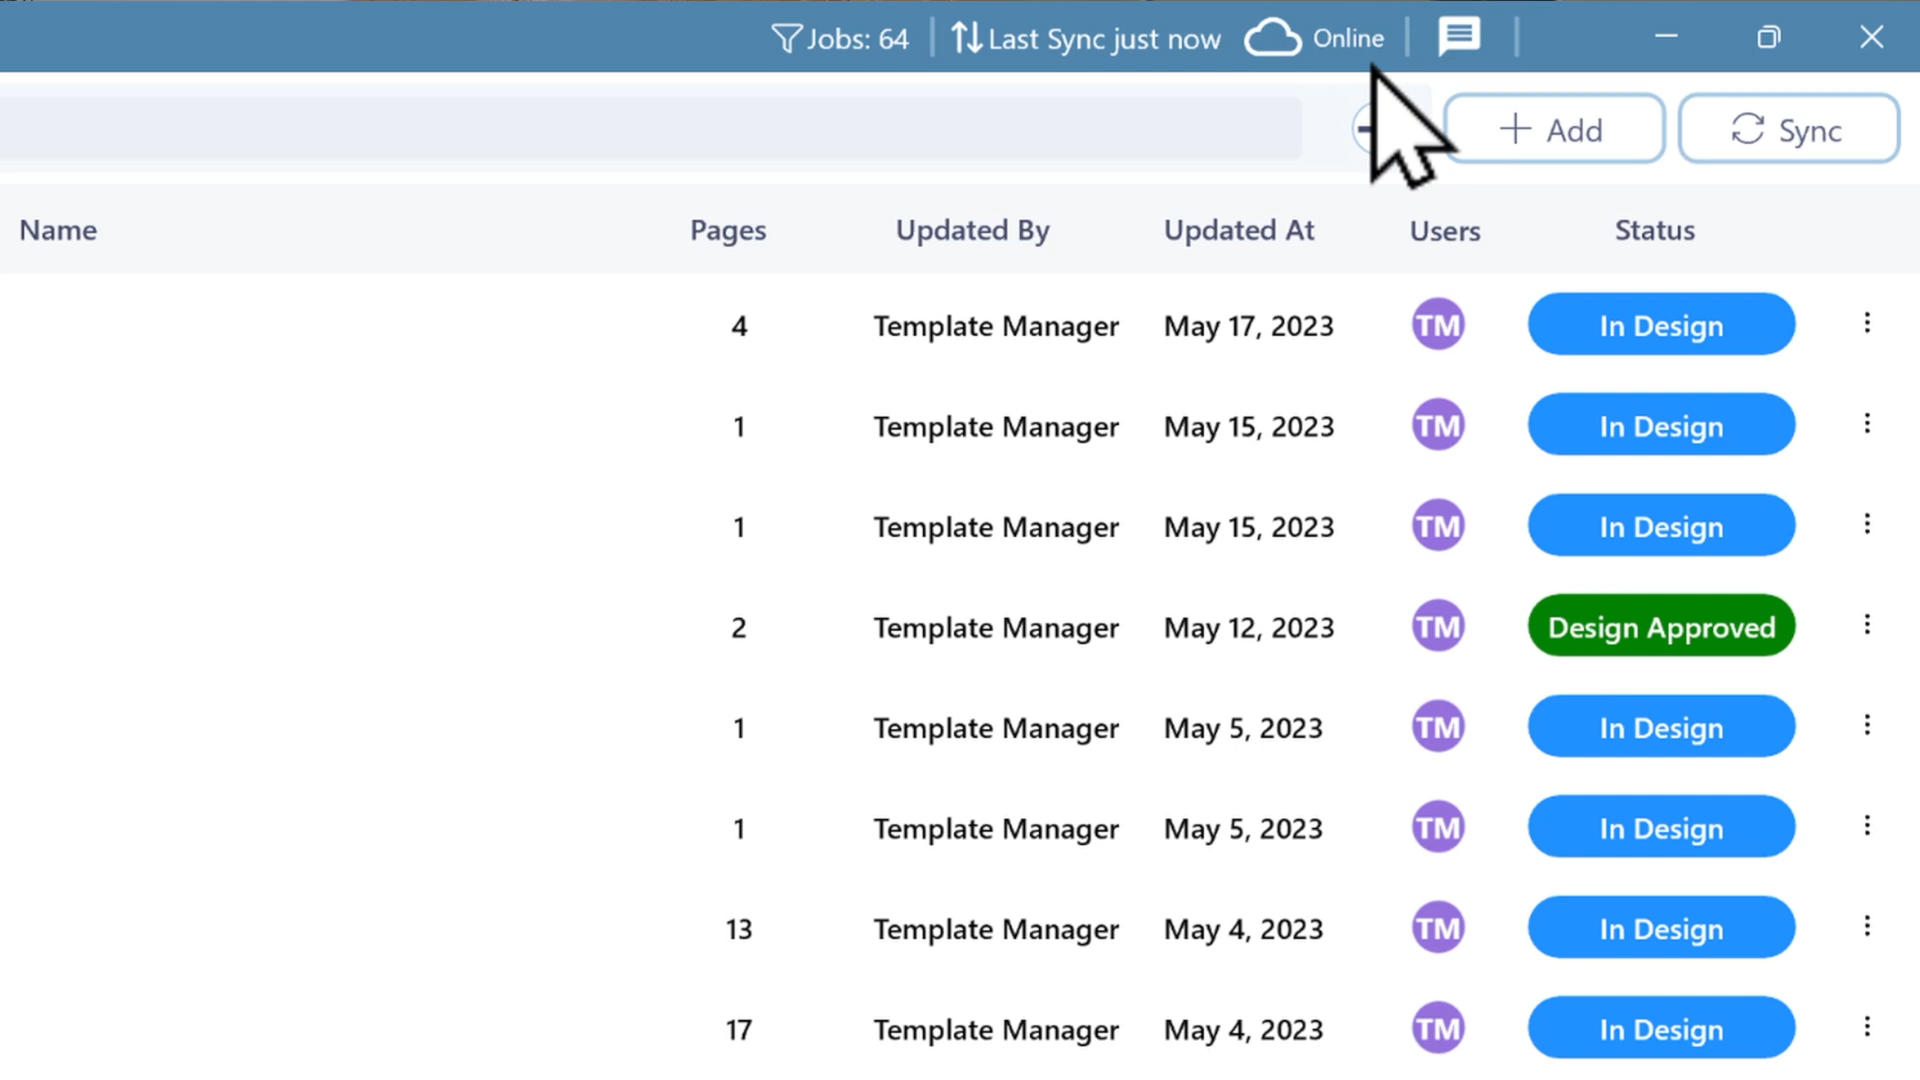 Jobs: 64 Last Sync just now Online
Add Sync
Name Pages Updated By Updated At Users Status
4 Template Manager May 17, 2023 TM In Design
1 Template Manager May 15, 2023 TM In Design
1 Template Manager May 15, 2023 TM In Design
2 Template Manager May 12, 2023 TM Design Approved
1 Template Manager May 5, 2023 TM In Design
1 Template Manager May 5, 2023 TM In Design
13 Template Manager May 4, 2023 TM In Design
17 Template Manager May 4, 2023 TM In Design